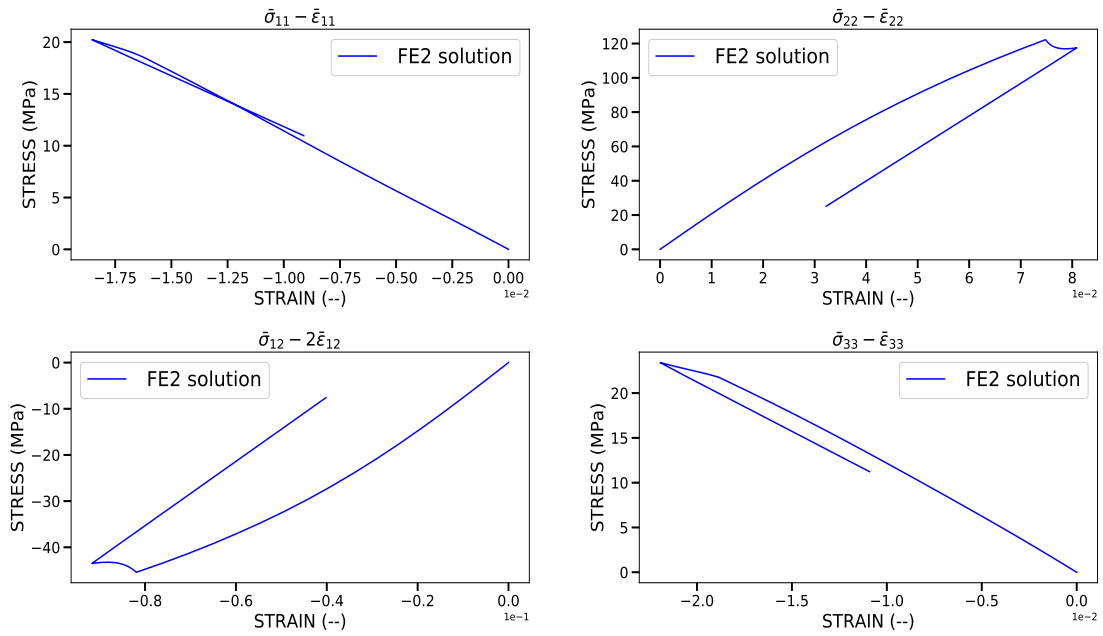 σ̄₁₁ − ε̄₁₁
STRESS (MPa)
20
15
10
5
0
FE2 solution
−1.75
−1.50
−1.25
−1.00
−0.75
−0.50
−0.25
0.00
STRAIN (--)
1e−2
σ̄₂₂ − ε̄₂₂
STRESS (MPa)
120
100
80
60
40
20
0
FE2 solution
0
1
2
3
4
5
6
7
8
STRAIN (--)
1e−2
σ̄₁₂ − 2ε̄₁₂
STRESS (MPa)
0
−10
−20
−30
−40
FE2 solution
−0.8
−0.6
−0.4
−0.2
0.0
STRAIN (--)
1e−1
σ̄₃₃ − ε̄₃₃
STRESS (MPa)
20
15
10
5
0
FE2 solution
−2.0
−1.5
−1.0
−0.5
0.0
STRAIN (--)
1e−2